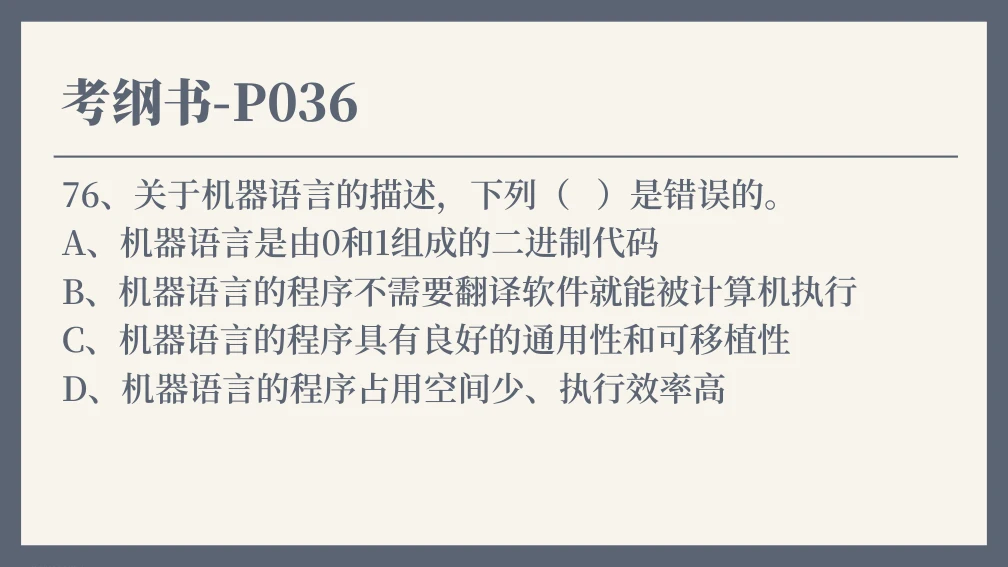 考纲书-P036
76、关于机器语言的描述，下列（ ）是错误的。
A、机器语言是由0和1组成的二进制代码
B、机器语言的程序不需要翻译软件就能被计算机执行
C、机器语言的程序具有良好的通用性和可移植性
D、机器语言的程序占用空间少、执行效率高